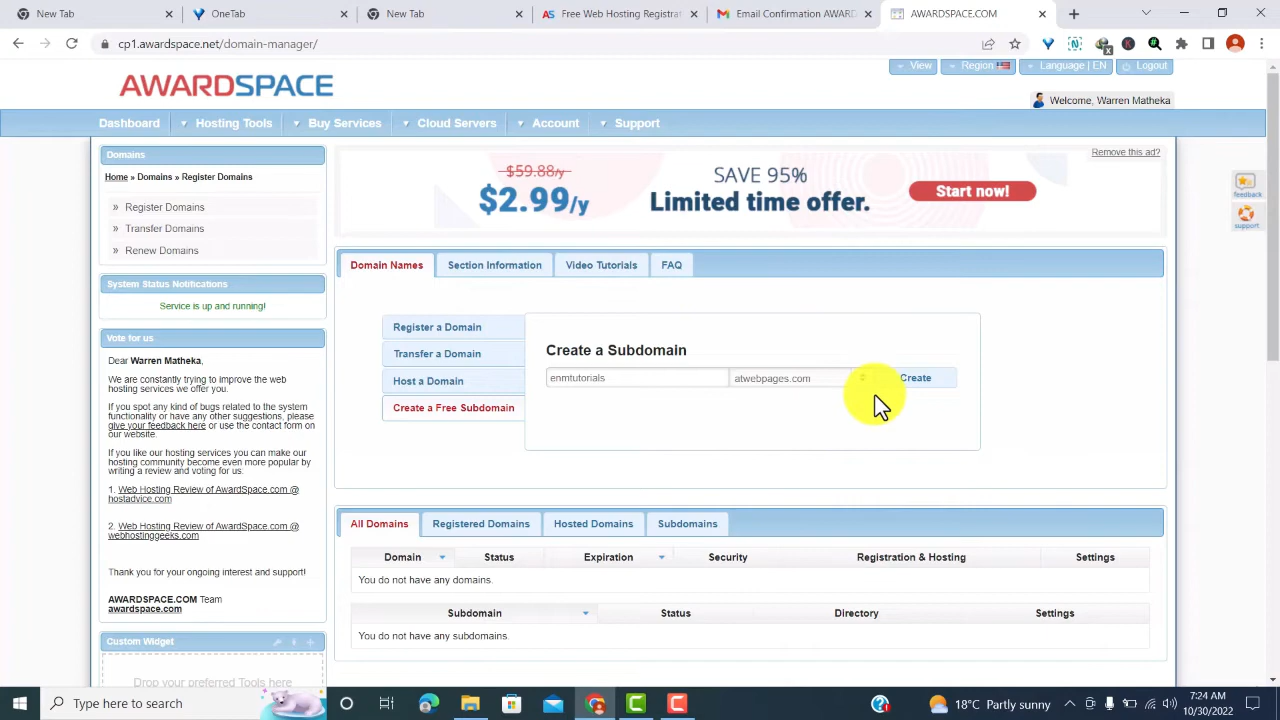 New Tab
OneTab
New Tab
Free Web Hosting Registrat
Email Confirmation AWARD
AWARDSPACE.COM
cp1.awardspace.net/domain-manager/
View
Region
Language | EN
Logout
AWARDSPACE
Welcome, Warren Matheka
Dashboard
Hosting Tools
Buy Services
Cloud Servers
Account
Support
Domains
Home » Domains » Register Domains
» Register Domains
» Transfer Domains
» Renew Domains
System Status Notifications
Service is up and running!
Vote for us
Dear Warren Matheka,
We are constantly trying to improve the web
hosting services we offer you.
If you spot any kind of bugs related to the system
functionality or have any other suggestions, please
give your feedback here or use the contact form on
our website.
If you like our hosting services you can make our
hosting community become even more popular by
writing a review and voting for us:
1. Web Hosting Review of AwardSpace.com @
hostadvice.com
2. Web Hosting Review of AwardSpace.com @
webhostinggeeks.com
Thank you for your ongoing interest and support!
AWARDSPACE.COM Team
awardspace.com
Custom Widget
Drop your preferred Tools here
Remove this ad?
$59.88/y
$2.99/y
SAVE 95%
Limited time offer.
Start now!
feedback
support
Domain Names
Section Information
Video Tutorials
FAQ
Register a Domain
Transfer a Domain
Host a Domain
Create a Free Subdomain
Create a Subdomain
enmtutorials
atwebpages.com
Create
All Domains
Registered Domains
Hosted Domains
Subdomains
Domain
Status
Expiration
Security
Registration & Hosting
Settings
You do not have any domains.
Subdomain
Status
Directory
Settings
You do not have any subdomains.
Type here to search
18°C Partly sunny
7:24 AM
10/30/2022